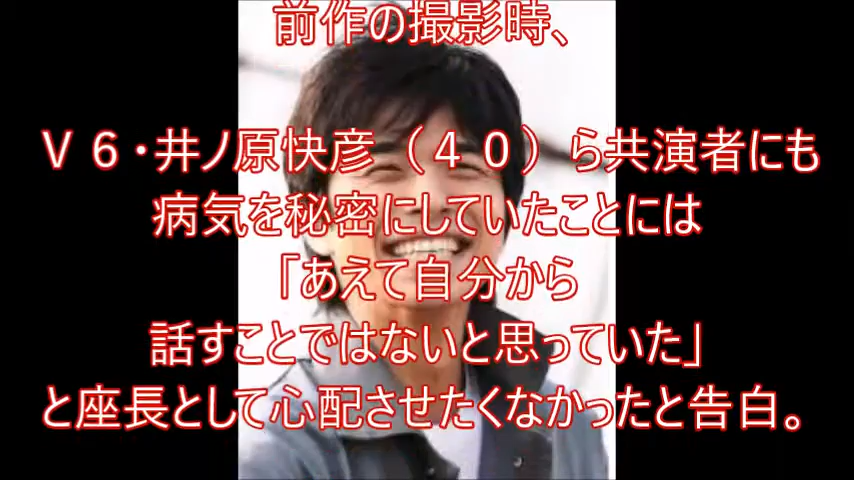 前作の撮影時、
Ｖ６・井ノ原快彦（４０）ら共演者にも
病気を秘密にしていたことには
「あえて自分から
話すことではないと思っていた」
と座長として心配させたくなかったと告白。